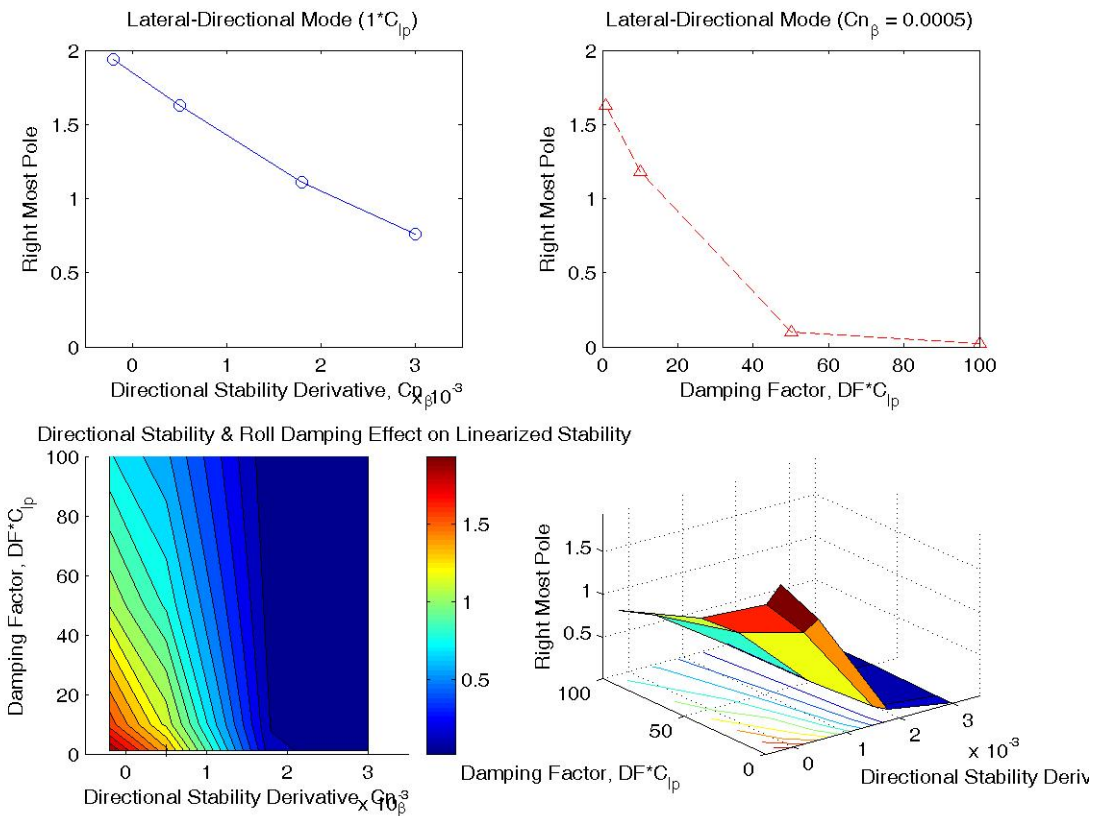 Lateral-Directional Mode (1*C_lp)
2
1.5
1
0.5
0
Right Most Pole
0 1 2 3
Directional Stability Derivative, Cn_β
x 10^-3
Lateral-Directional Mode (Cn_β = 0.0005)
2
1.5
1
0.5
0
Right Most Pole
0 20 40 60 80 100
Damping Factor, DF*C_lp
Directional Stability & Roll Damping Effect on Linearized Stability
100
80
60
40
20
0
Damping Factor, DF*C_lp
0 1 2 3
Directional Stability Derivative, Cn_β
x 10^-3
1.5
1
0.5
1.5
1
0.5
Right Most Pole
100
50
0
Damping Factor, DF*C_lp
0 1 2 3
x 10^-3
Directional Stability Deriv